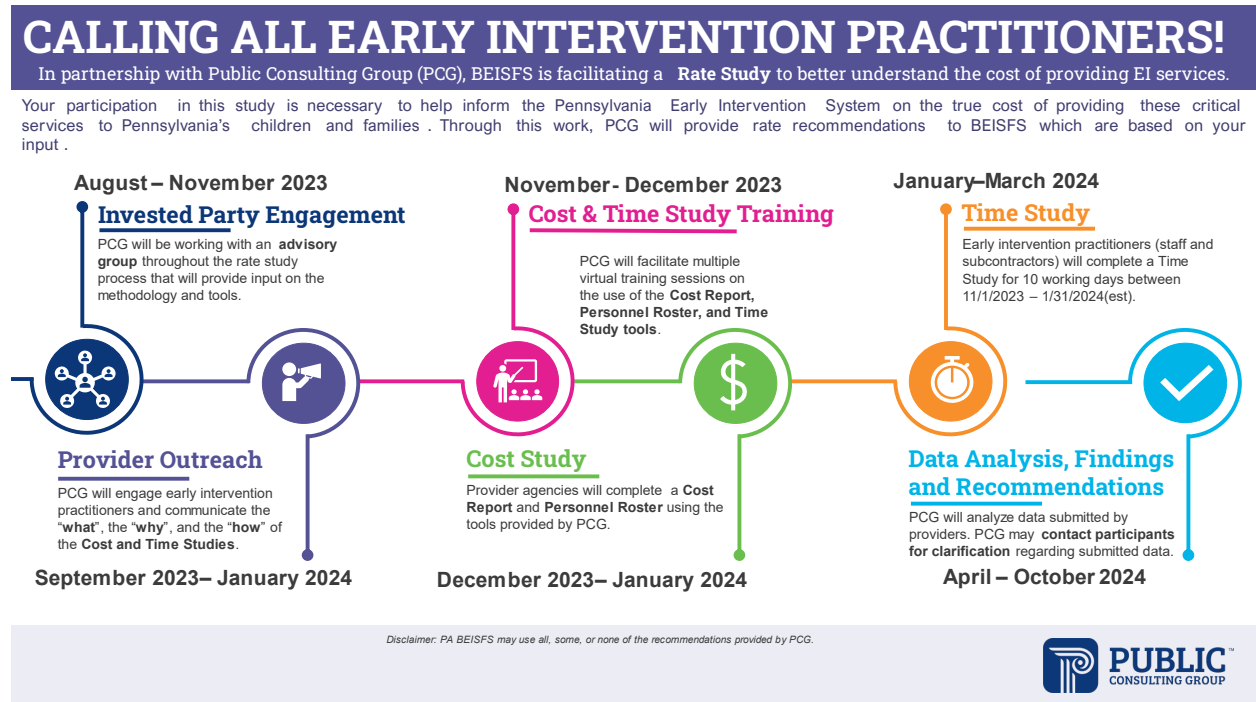 CALLING ALL EARLY INTERVENTION PRACTITIONERS!
In partnership with Public Consulting Group (PCG), BEISFS is facilitating a Rate Study to better understand the cost of providing EI services.
Your participation in this study is necessary to help inform the Pennsylvania Early Intervention System on the true cost of providing these critical
services to Pennsylvania's children and families . Through this work, PCG will provide rate recommendations to BEISFS which are based on your
input .
August – November 2023
Invested Party Engagement
PCG will be working with an advisory
group throughout the rate study
process that will provide input on the
methodology and tools.
November - December 2023
Cost & Time Study Training
PCG will facilitate multiple
virtual training sessions on
the use of the Cost Report,
Personnel Roster, and Time
Study tools.
January–March 2024
Time Study
Early intervention practitioners (staff and
subcontractors) will complete a Time
Study for 10 working days between
11/1/2023 – 1/31/2024(est).
$
Provider Outreach
PCG will engage early intervention
practitioners and communicate the
“what”, the “why”, and the “how” of
the Cost and Time Studies.
September 2023– January 2024
Cost Study
Provider agencies will complete a Cost
Report and Personnel Roster using the
tools provided by PCG.
December 2023– January 2024
Data Analysis, Findings
and Recommendations
PCG will analyze data submitted by
providers. PCG may contact participants
for clarification regarding submitted data.
April – October 2024
Disclaimer: PA BEISFS may use all, some, or none of the recommendations provided by PCG.
PUBLIC™
CONSULTING GROUP